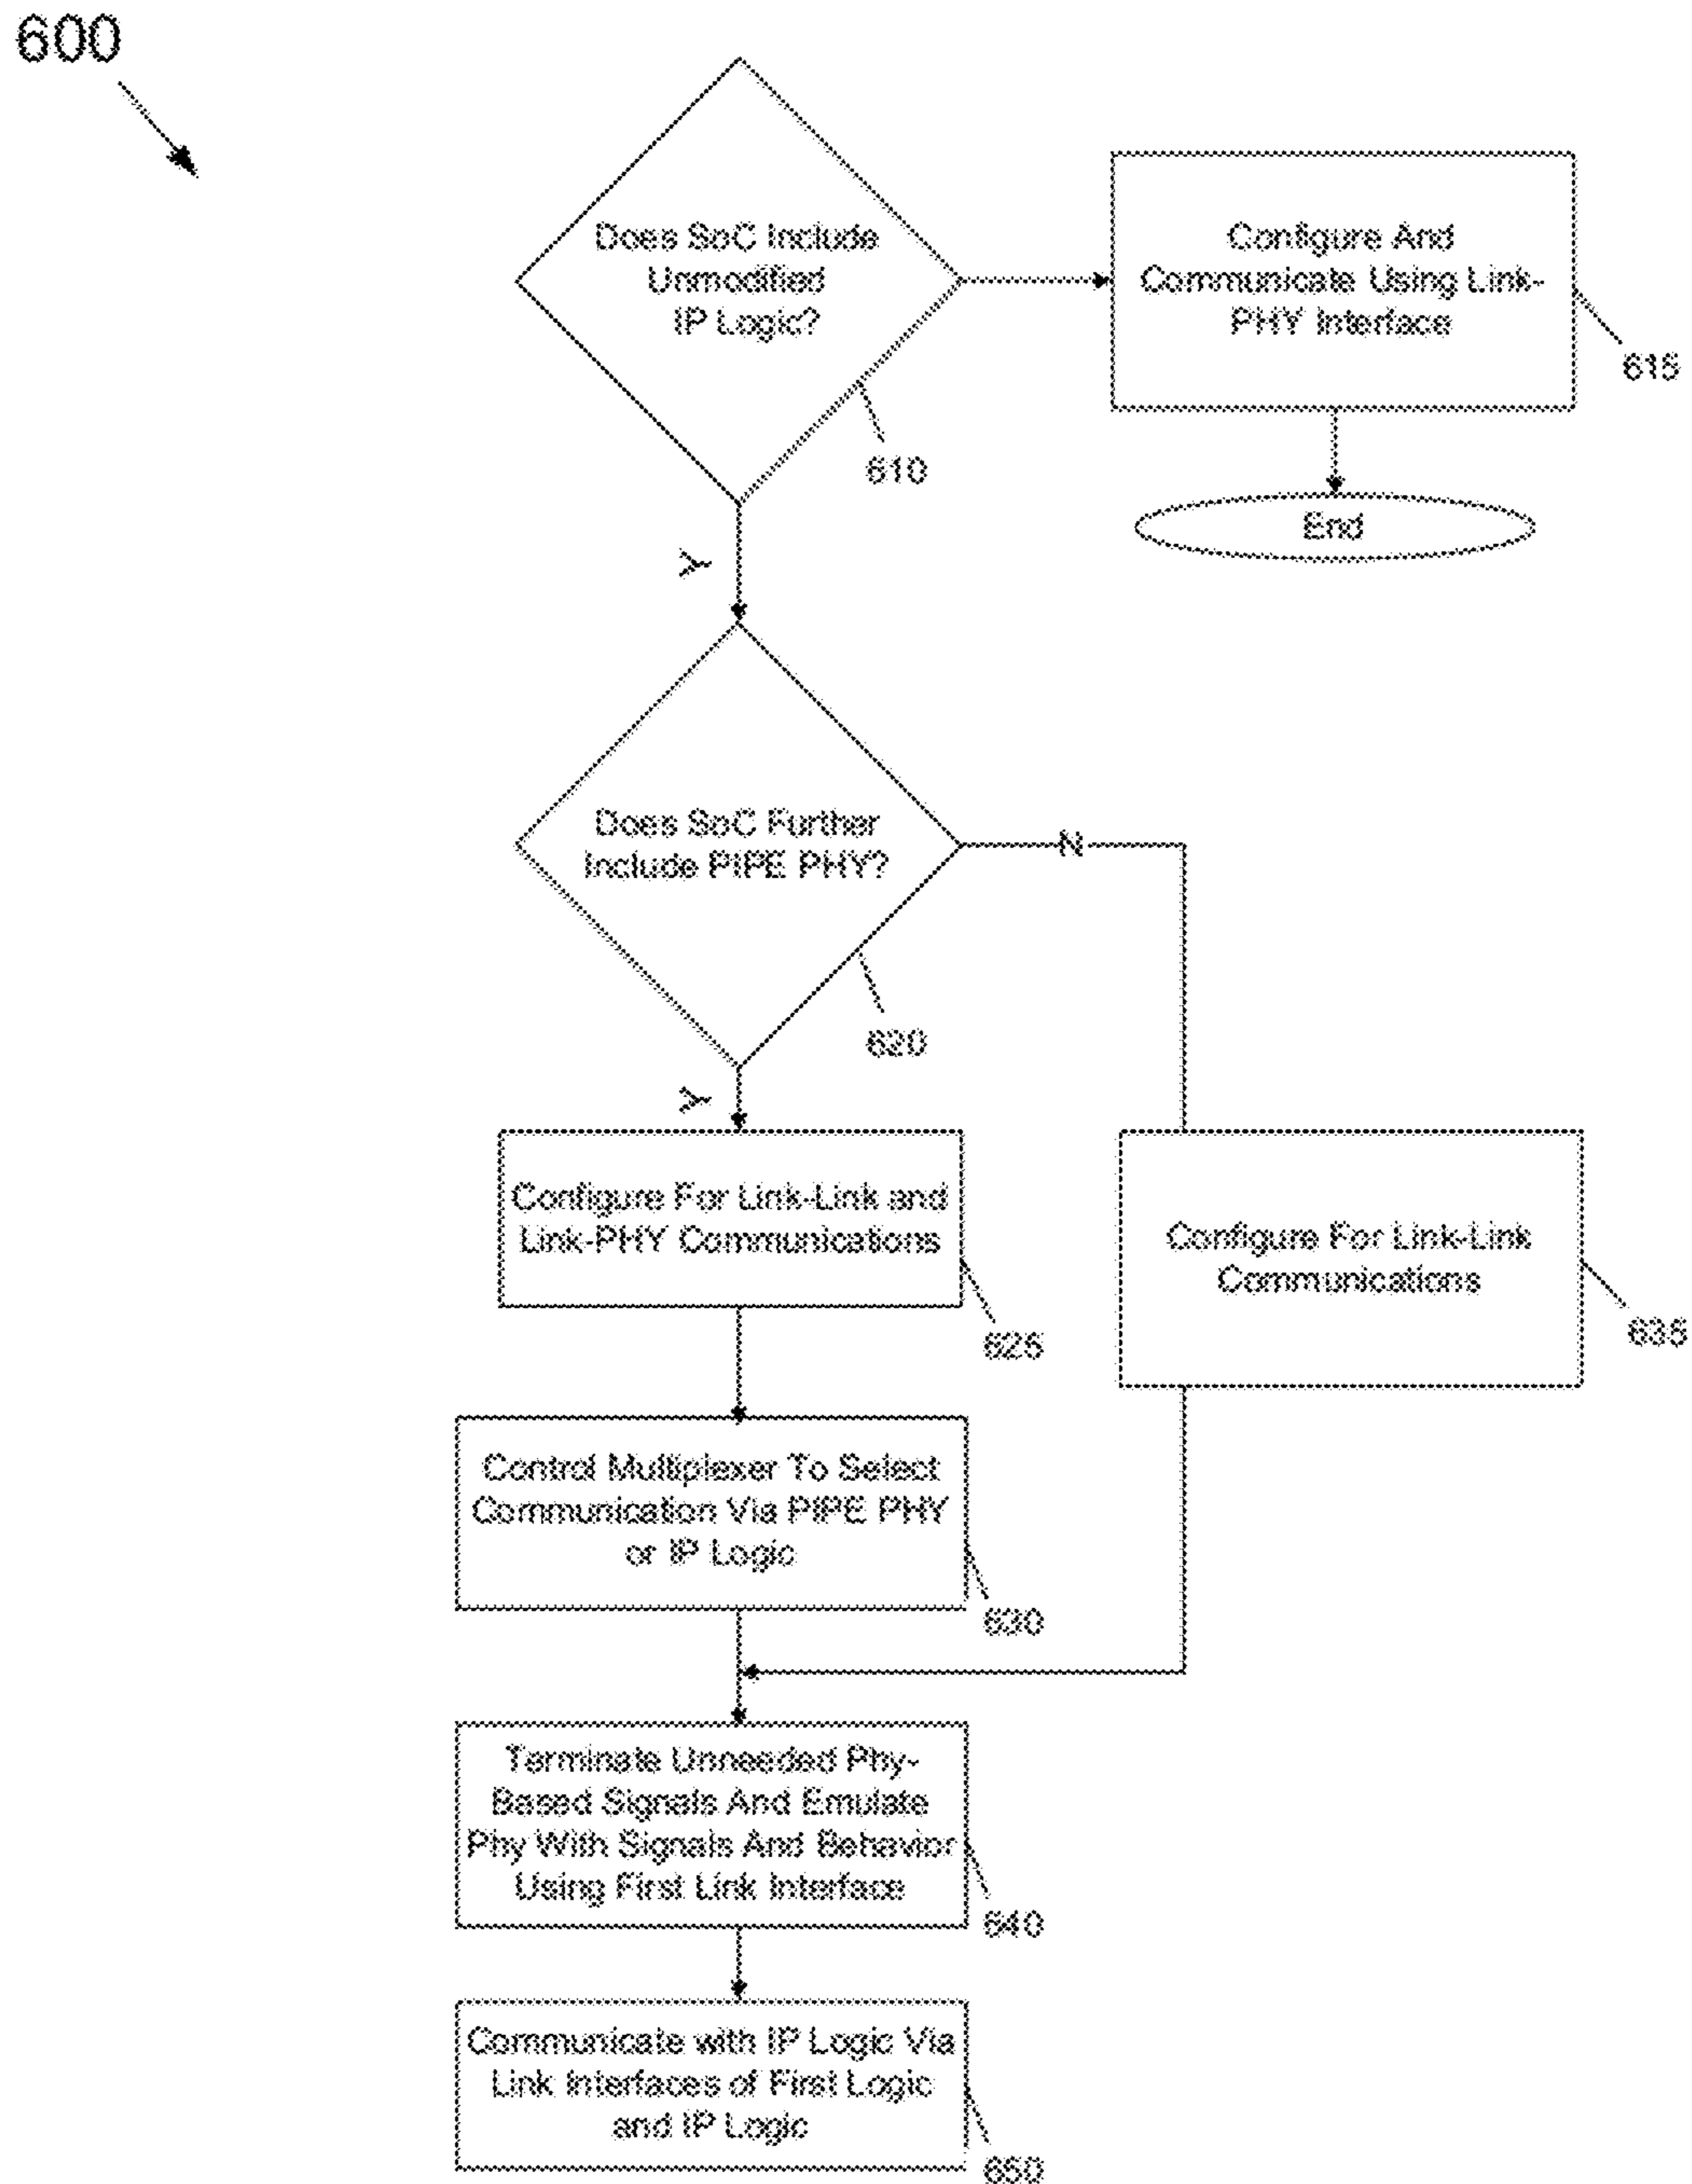 600
Does SoC Include
Unmodified
IP Logic?
610
Configure And
Communicate Using Link-
PHY Interface
615
End
Y
Does SoC Further
Include PIPE PHY?
N
620
Y
Configure For Link-Link and
Link-PHY Communications
625
Configure For Link-Link
Communications
635
Control Multiplexer To Select
Communication Via PIPE PHY
or IP Logic
630
Terminate Unneeded Phy-
Based Signals And Emulate
Phy With Signals And Behavior
Using First Link Interface
640
Communicate with IP Logic Via
Link Interfaces of First Logic
and IP Logic
650